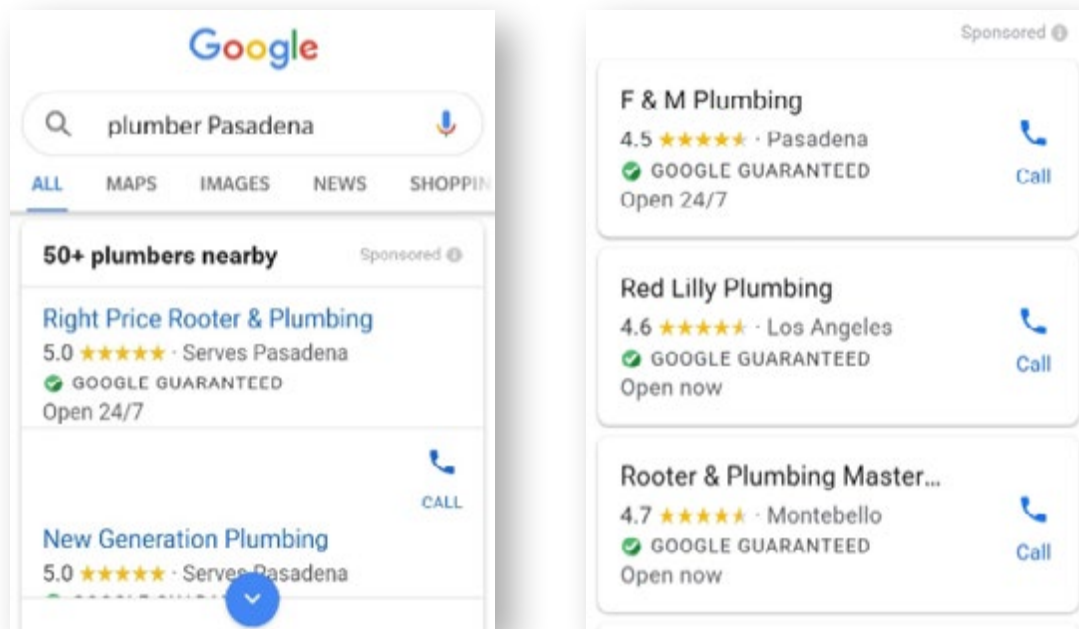 Google
plumber Pasadena
ALL MAPS IMAGES NEWS SHOPPIN
50+ plumbers nearby Sponsored
Right Price Rooter & Plumbing
5.0 · Serves Pasadena
GOOGLE GUARANTEED
Open 24/7
CALL
New Generation Plumbing
5.0 · Serves Pasadena
Sponsored
F & M Plumbing
4.5 · Pasadena
GOOGLE GUARANTEED
Call
Open 24/7
Red Lilly Plumbing
4.6 · Los Angeles
GOOGLE GUARANTEED
Call
Open now
Rooter & Plumbing Master...
4.7 · Montebello
GOOGLE GUARANTEED
Call
Open now